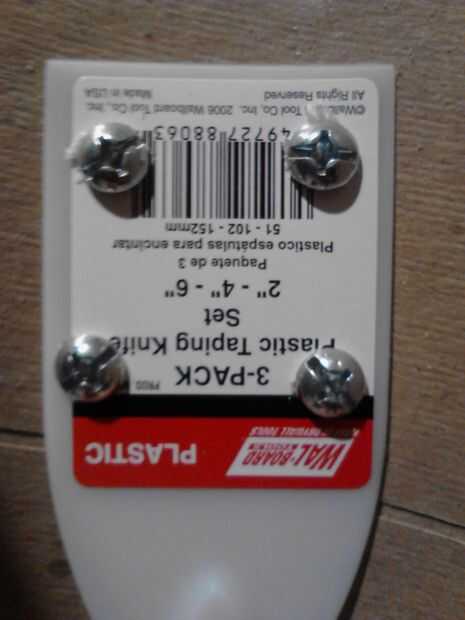 WAL-BOARD
PLASTIC
3-PACK
Plastic Taping Knife
Set
2" - 4" - 6"
Paquete de 3
Plastico espátulas para encintar
51 - 102 - 152mm
49727 88063
Tool Co, Inc. 2006 Wallboard Tool Co., Inc.
All Rights Reserved Made in USA